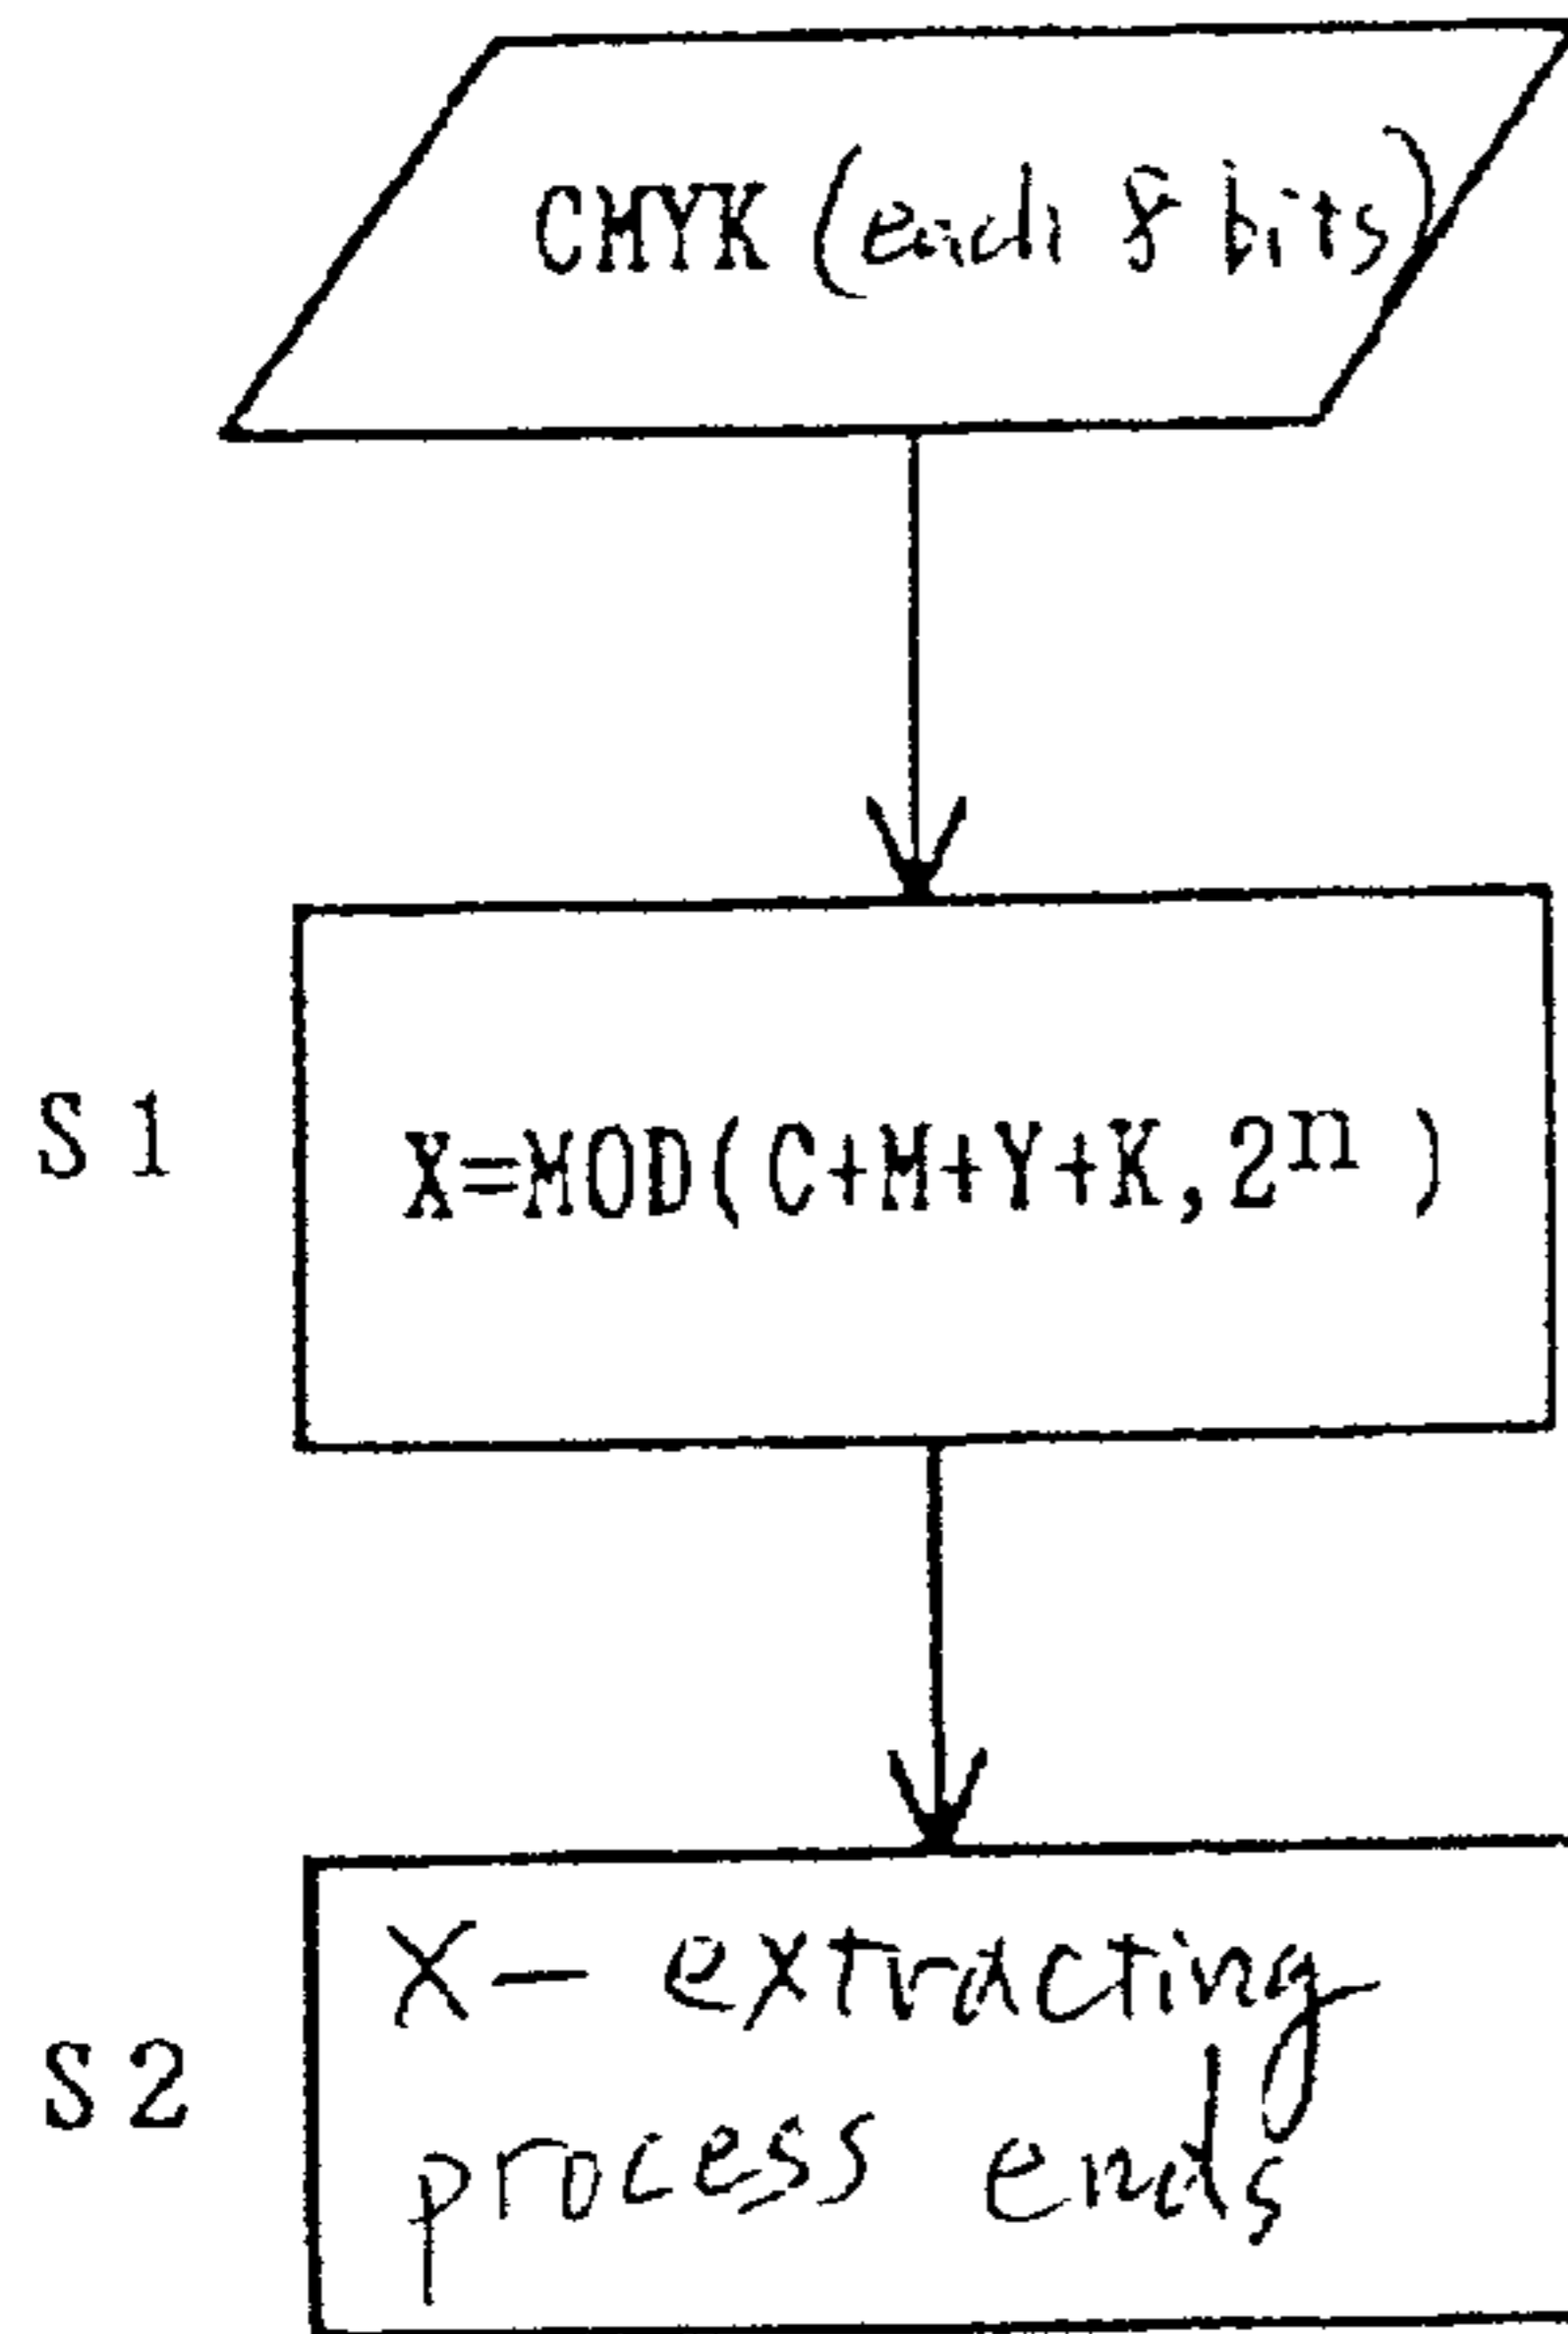 CMYK (each 8 bits)
S1
X=MOD(C+M+Y+K,2ⁿ)
S2
X- extracting
process ends